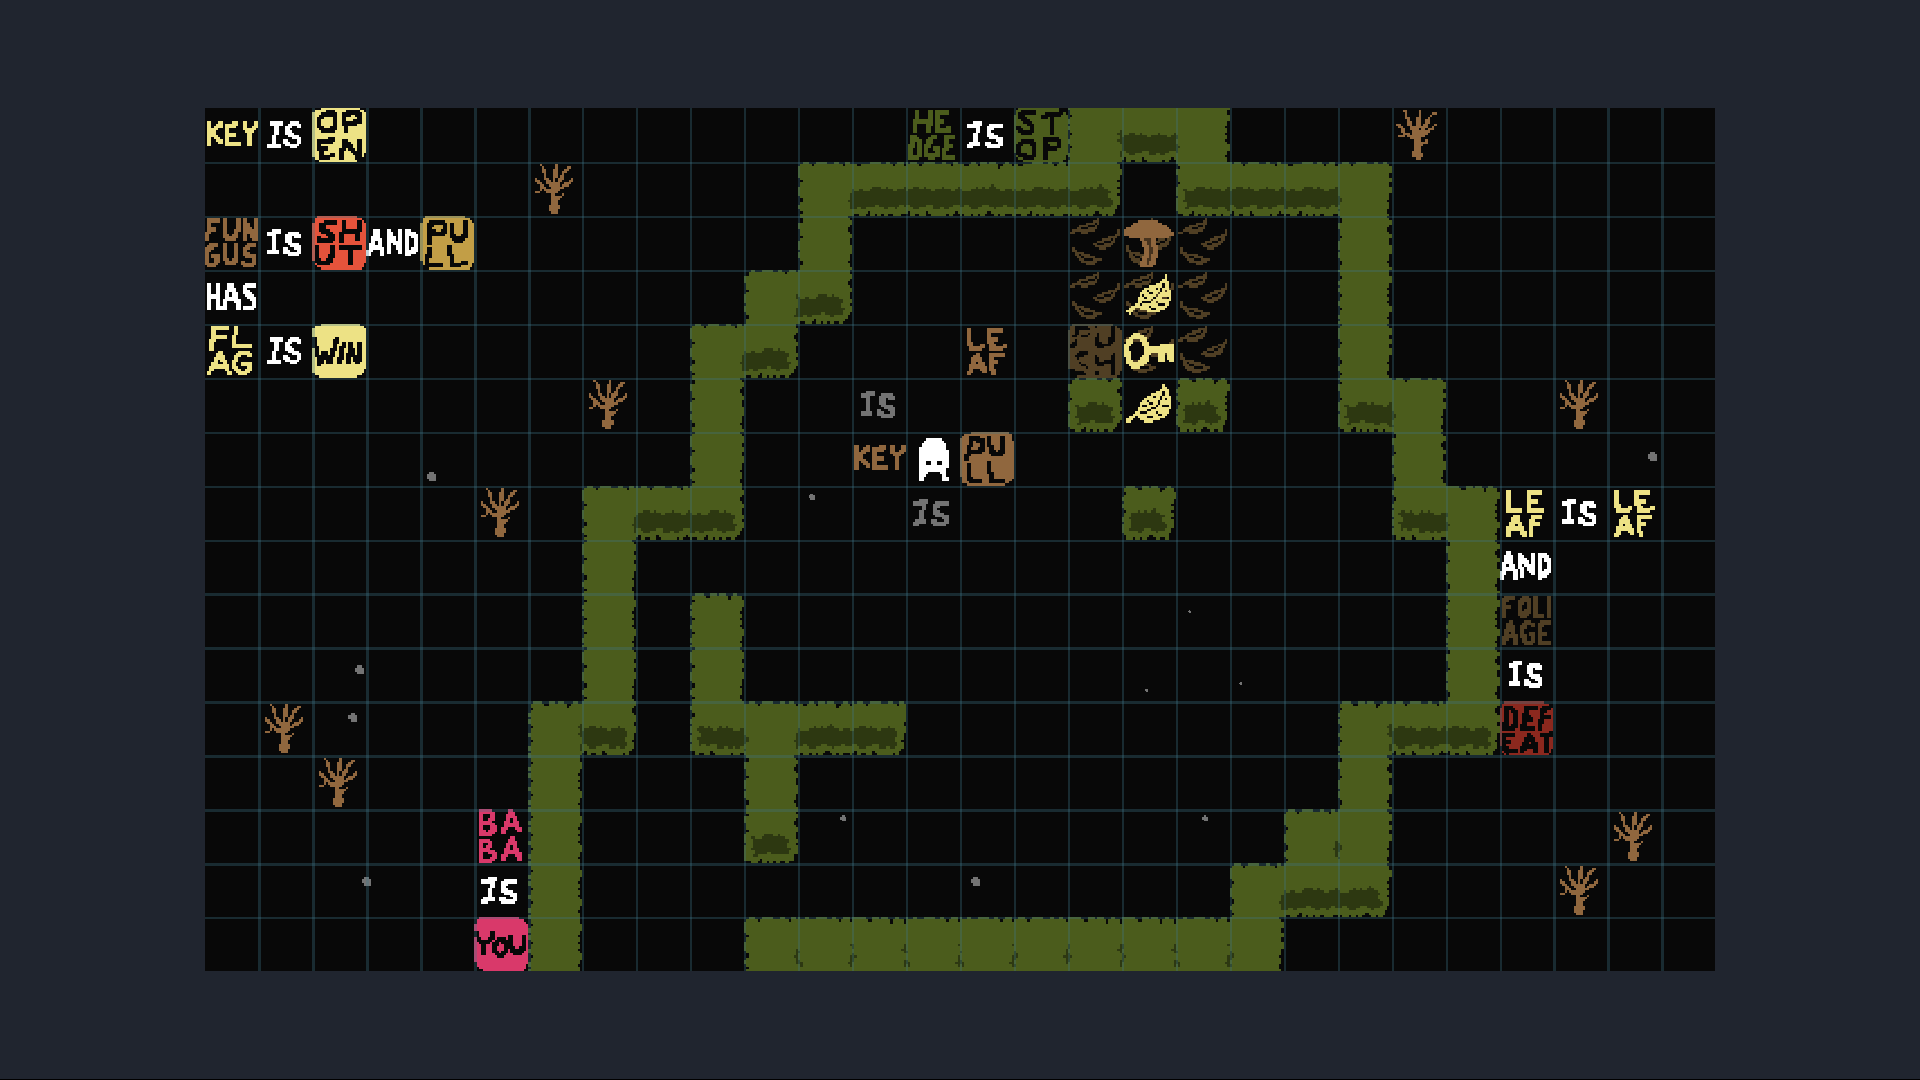 KEY IS OPEN
HEDGE IS STOP
FUNGUS IS SHUT AND PULL
HAS
FLAG IS WIN
LEAF
IS
KEY PULL
IS
LEAF IS LEAF
AND
FOLIAGE
IS
DEFEAT
BABA
IS
YOU